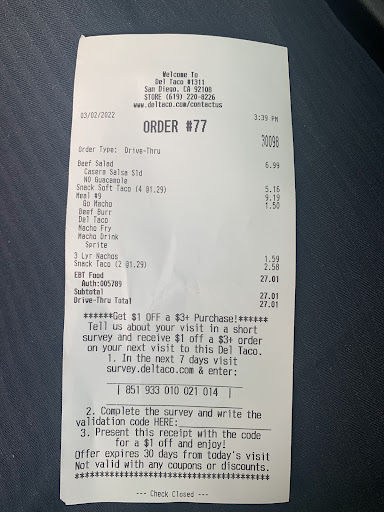 Welcome To
Del Taco #1311
San Diego, CA 92108
STORE (619) 220-8226
www.deltaco.com/contactus
03/02/2022 3:39 PM
ORDER #77
30098
Order Type: Drive-Thru
Beef Salad 6.99
Casera Salsa Sld
NO Guacamole
Snack Soft Taco (4 @1.29) 5.16
Meal #9 9.19
Go Macho 1.50
Beef Burr
Del Taco
Macho Fry
Macho Drink
Sprite
3 Lyr Nachos 1.59
Snack Taco (2 @1.29) 2.58
EBT Food 27.01
Auth:005789
Subtotal 27.01
Drive-Thru Total 27.01
******Get $1 OFF a $3+ Purchase!******
Tell us about your visit in a short
survey and receive $1 off a $3+ order
on your next visit to this Del Taco.
1. In the next 7 days visit
survey.deltaco.com & enter:
| 851 933 010 021 014 |
2. Complete the survey and write the
validation code HERE:
3. Present this receipt with the code
for a $1 off and enjoy!
Offer expires 30 days from today's visit
Not valid with any coupons or discounts.
****************************************
--- Check Closed ---